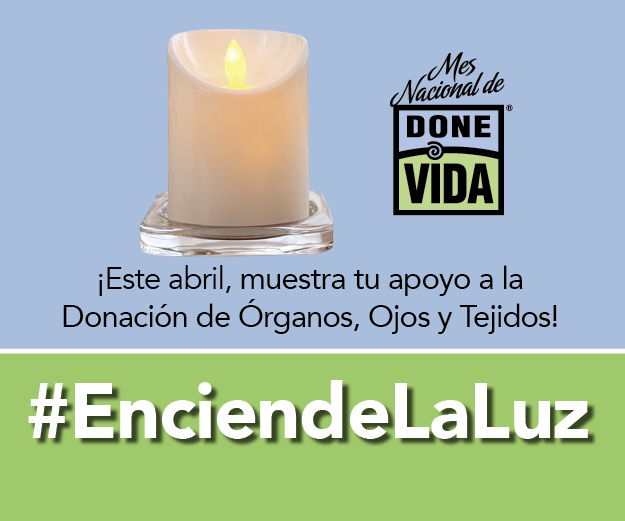 Mes
Nacional de
DONE
VIDA®
¡Este abril, muestra tu apoyo a la
Donación de Órganos, Ojos y Tejidos!
#EnciendeLaLuz